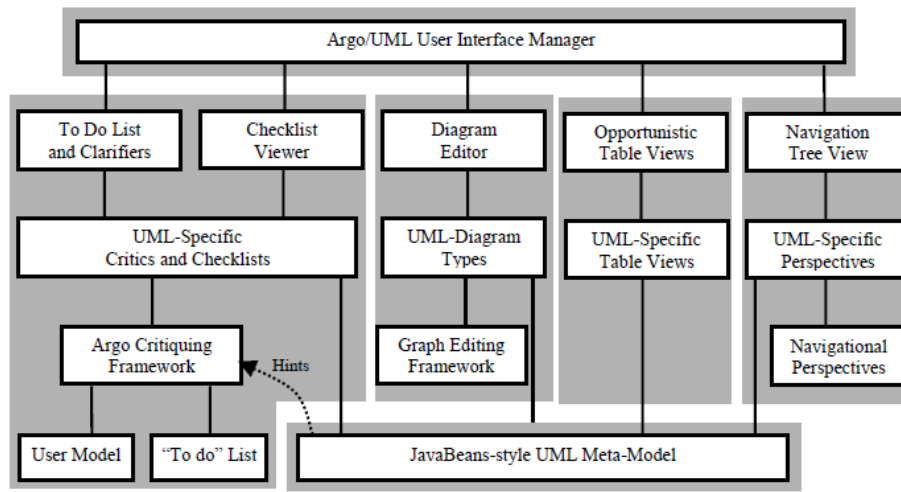 Argo/UML User Interface Manager
To Do List
and Clarifiers
Checklist
Viewer
Diagram
Editor
Opportunistic
Table Views
Navigation
Tree View
UML-Specific
Critics and Checklists
UML-Diagram
Types
UML-Specific
Table Views
UML-Specific
Perspectives
Argo Critiquing
Framework
Hints
Graph Editing
Framework
Navigational
Perspectives
User Model
“To do” List
JavaBeans-style UML Meta-Model